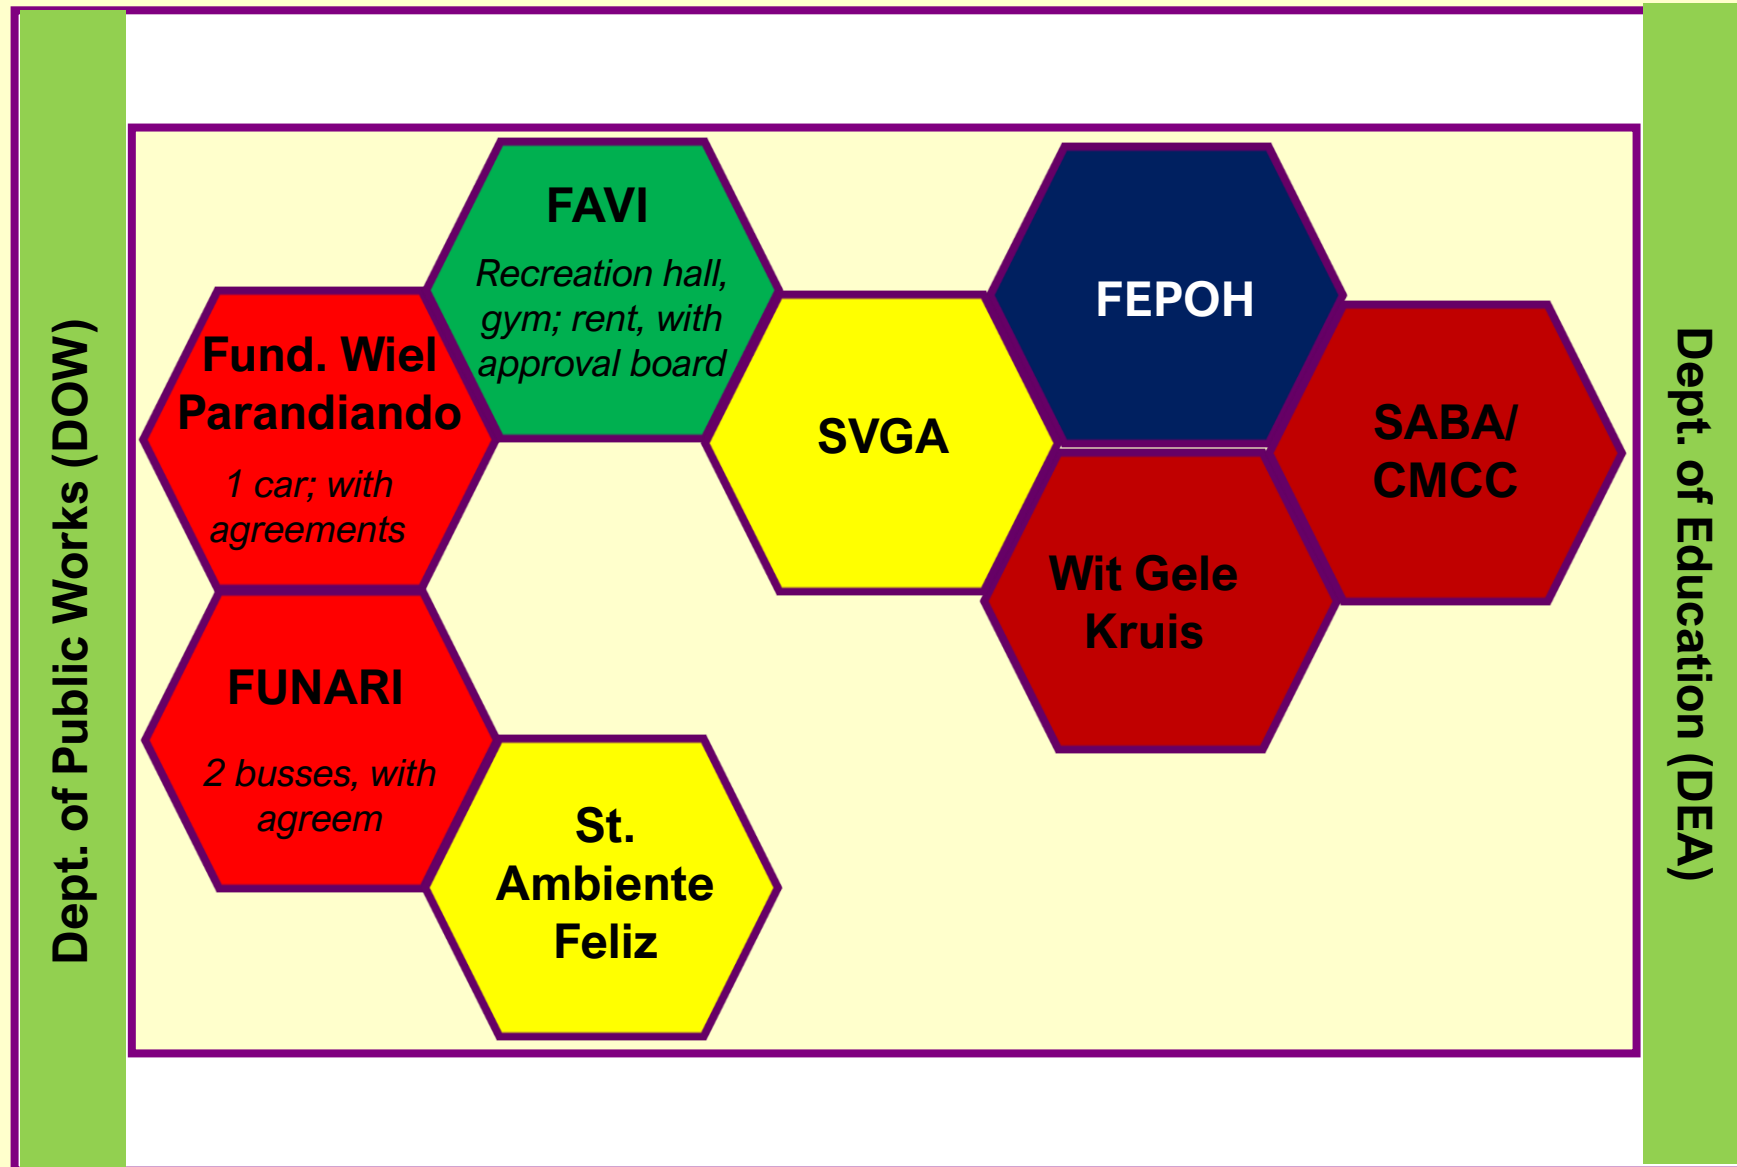 Dept. of Public Works (DOW)
FAVI
Recreation hall,
gym; rent, with
approval board
Fund. Wiel
Parandiando
1 car; with
agreements
FUNARI
2 busses, with
agreem
St.
Ambiente
Feliz
SVGA
FEPOH
SABA/
CMCC
Wit Gele
Kruis
Dept. of Education (DEA)